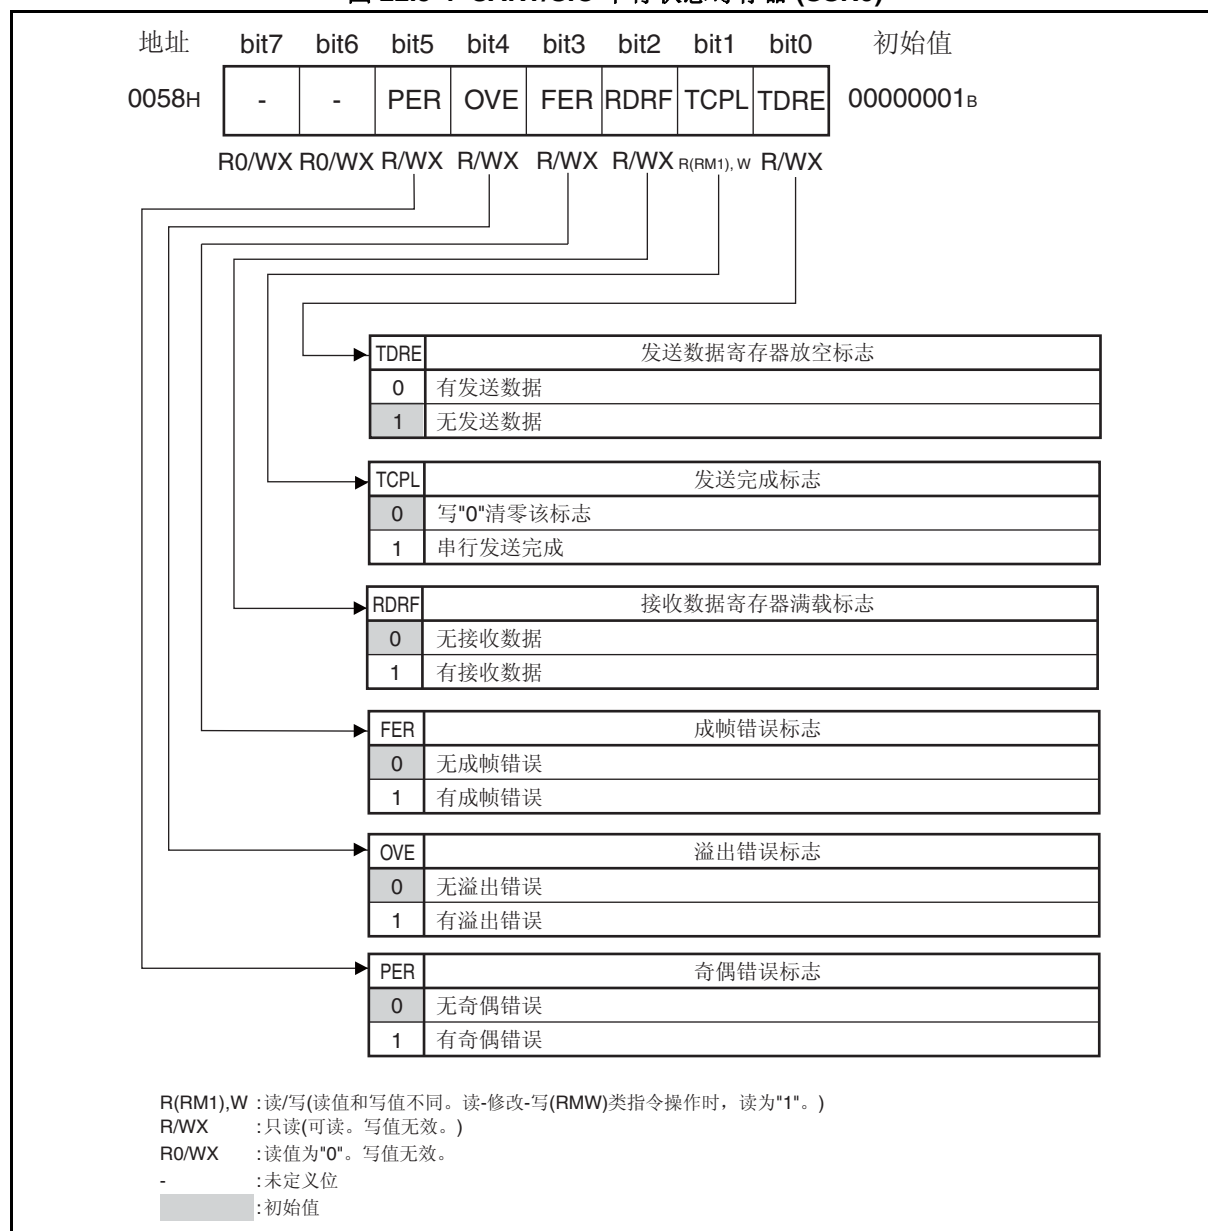 地址 bit7 bit6 bit5 bit4 bit3 bit2 bit1 bit0 初始值
0058H - - PER OVE FER RDRF TCPL TDRE 00000001B
R0/WX R0/WX R/WX R/WX R/WX R/WX R(RM1), W R/WX
TDRE 发送数据寄存器放空标志
0 有发送数据
1 无发送数据
TCPL 发送完成标志
0 写"0"清零该标志
1 串行发送完成
RDRF 接收数据寄存器满载标志
0 无接收数据
1 有接收数据
FER 成帧错误标志
0 无成帧错误
1 有成帧错误
OVE 溢出错误标志
0 无溢出错误
1 有溢出错误
PER 奇偶错误标志
0 无奇偶错误
1 有奇偶错误
R(RM1),W :读/写(读值和写值不同。读-修改-写(RMW)类指令操作时，读为"1"。)
R/WX :只读(可读。写值无效。)
R0/WX :读值为"0"。写值无效。
- :未定义位
:初始值